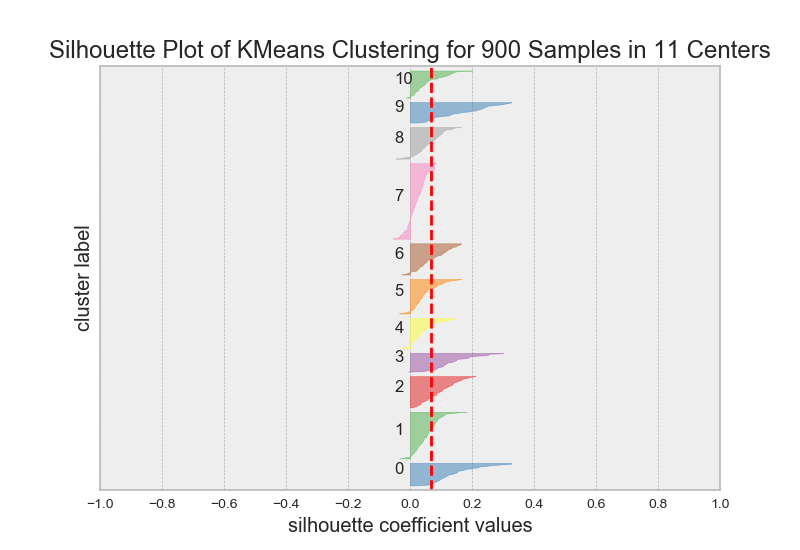 Silhouette Plot of KMeans Clustering for 900 Samples in 11 Centers
10
9
8
7
6
5
4
3
2
1
0
cluster label
−1.0 −0.8 −0.6 −0.4 −0.2 0.0 0.2 0.4 0.6 0.8 1.0
silhouette coefficient values